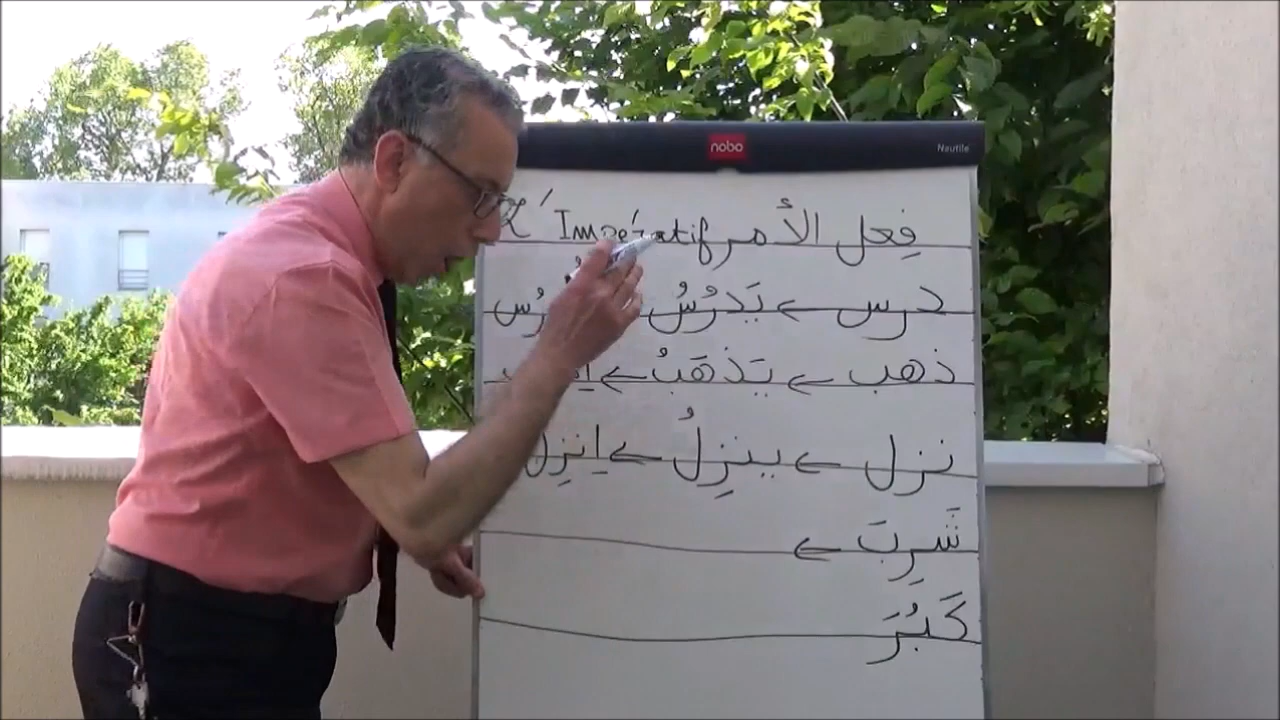 nobo
Nautile
L'Impératif فِعل الأمر
درس ← يَدرُسُ
ذهب ← يَذهَبُ ←
نزل ← ينزِلُ ← اِنزِل
شَرِبَ ←
كَبُرَ